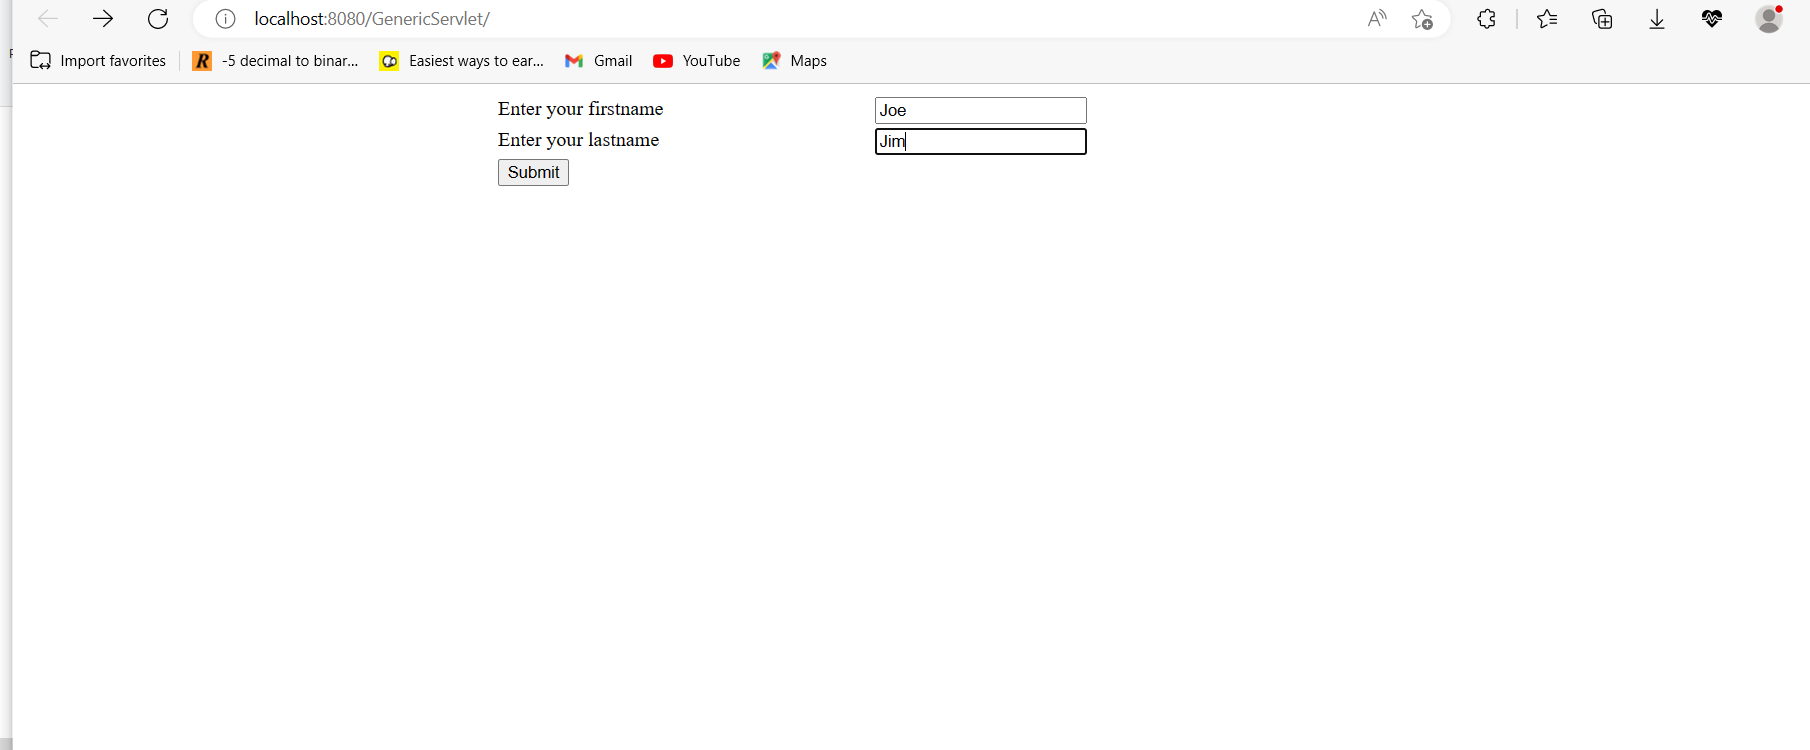 localhost:8080/GenericServlet/
Import favorites -5 decimal to binar... Easiest ways to ear... Gmail YouTube Maps
Enter your firstname Joe
Enter your lastname Jim
Submit